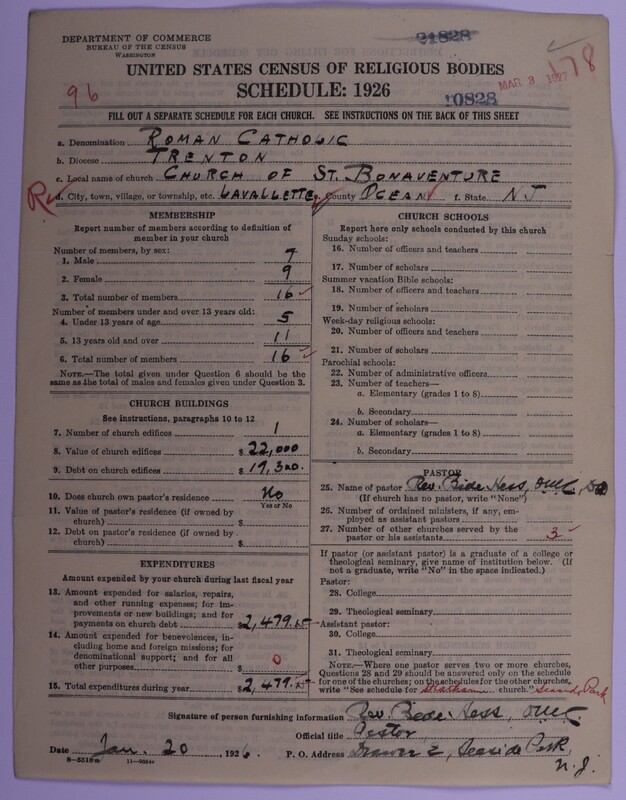 DEPARTMENT OF COMMERCE
BUREAU OF THE CENSUS
WASHINGTON
21828
MAR 3 1927
178
UNITED STATES CENSUS OF RELIGIOUS BODIES
96
SCHEDULE: 1926
10828
FILL OUT A SEPARATE SCHEDULE FOR EACH CHURCH. SEE INSTRUCTIONS ON THE BACK OF THIS SHEET
a. Denomination ROMAN CATHOLIC
b. Diocese TRENTON
c. Local name of church CHURCH OF ST. BONAVENTURE
d. City, town, village, or township, etc. LAVALLETTE e. County OCEAN f. State NJ
MEMBERSHIP
Report number of members according to definition of
member in your church
Number of members, by sex:
1. Male 7
2. Female 9
3. Total number of members 16
Number of members under and over 13 years old:
4. Under 13 years of age 5
5. 13 years old and over 11
6. Total number of members 16
NOTE.—The total given under Question 6 should be
same as the total of males and females given under Question 3.
CHURCH BUILDINGS
See instructions, paragraphs 10 to 12
7. Number of church edifices 1
8. Value of church edifices $ 22,000
9. Debt on church edifices $ 19,300
10. Does church own pastor's residence No
Yes or No
11. Value of pastor's residence (if owned by
church) $
12. Debt on pastor's residence (if owned by
church) $
EXPENDITURES
Amount expended by your church during last fiscal year
13. Amount expended for salaries, repairs,
and other running expenses; for im-
provements or new buildings; and for
payments on church debt $ 2,479.
14. Amount expended for benevolences, in-
cluding home and foreign missions; for
denominational support; and for all
other purposes $ 0
15. Total expenditures during year $ 2,479.
CHURCH SCHOOLS
Report here only schools conducted by this church
Sunday schools:
16. Number of officers and teachers
17. Number of scholars
Summer vacation Bible schools:
18. Number of officers and teachers
19. Number of scholars
Week-day religious schools:
20. Number of officers and teachers
21. Number of scholars
Parochial schools:
22. Number of administrative officers
23. Number of teachers—
a. Elementary (grades 1 to 8)
b. Secondary
24. Number of scholars—
a. Elementary (grades 1 to 8)
b. Secondary
PASTOR
25. Name of pastor Rev. Bede Hess, OMC,
(If church has no pastor, write "None")
26. Number of ordained ministers, if any, em-
ployed as assistant pastors
27. Number of other churches served by the
pastor or his assistants 3
If pastor (or assistant pastor) is a graduate of a college or
theological seminary, give name of institution below. (If
not a graduate, write "No" in the space indicated.)
Pastor:
28. College
29. Theological seminary
Assistant pastor:
30. College
31. Theological seminary
NOTE.—Where one pastor serves two or more churches,
Questions 28 and 29 should be answered only on the schedule
for one of the churches; on the schedules for the other churches
write "See schedule for church." Seaside Park
Signature of person furnishing information Rev. Bede Hess, OMC
Official title Pastor,
Date Jan. 20 1926. P. O. Address Drawer E, Seaside Park,
N.J.
8—5518a 11—9084